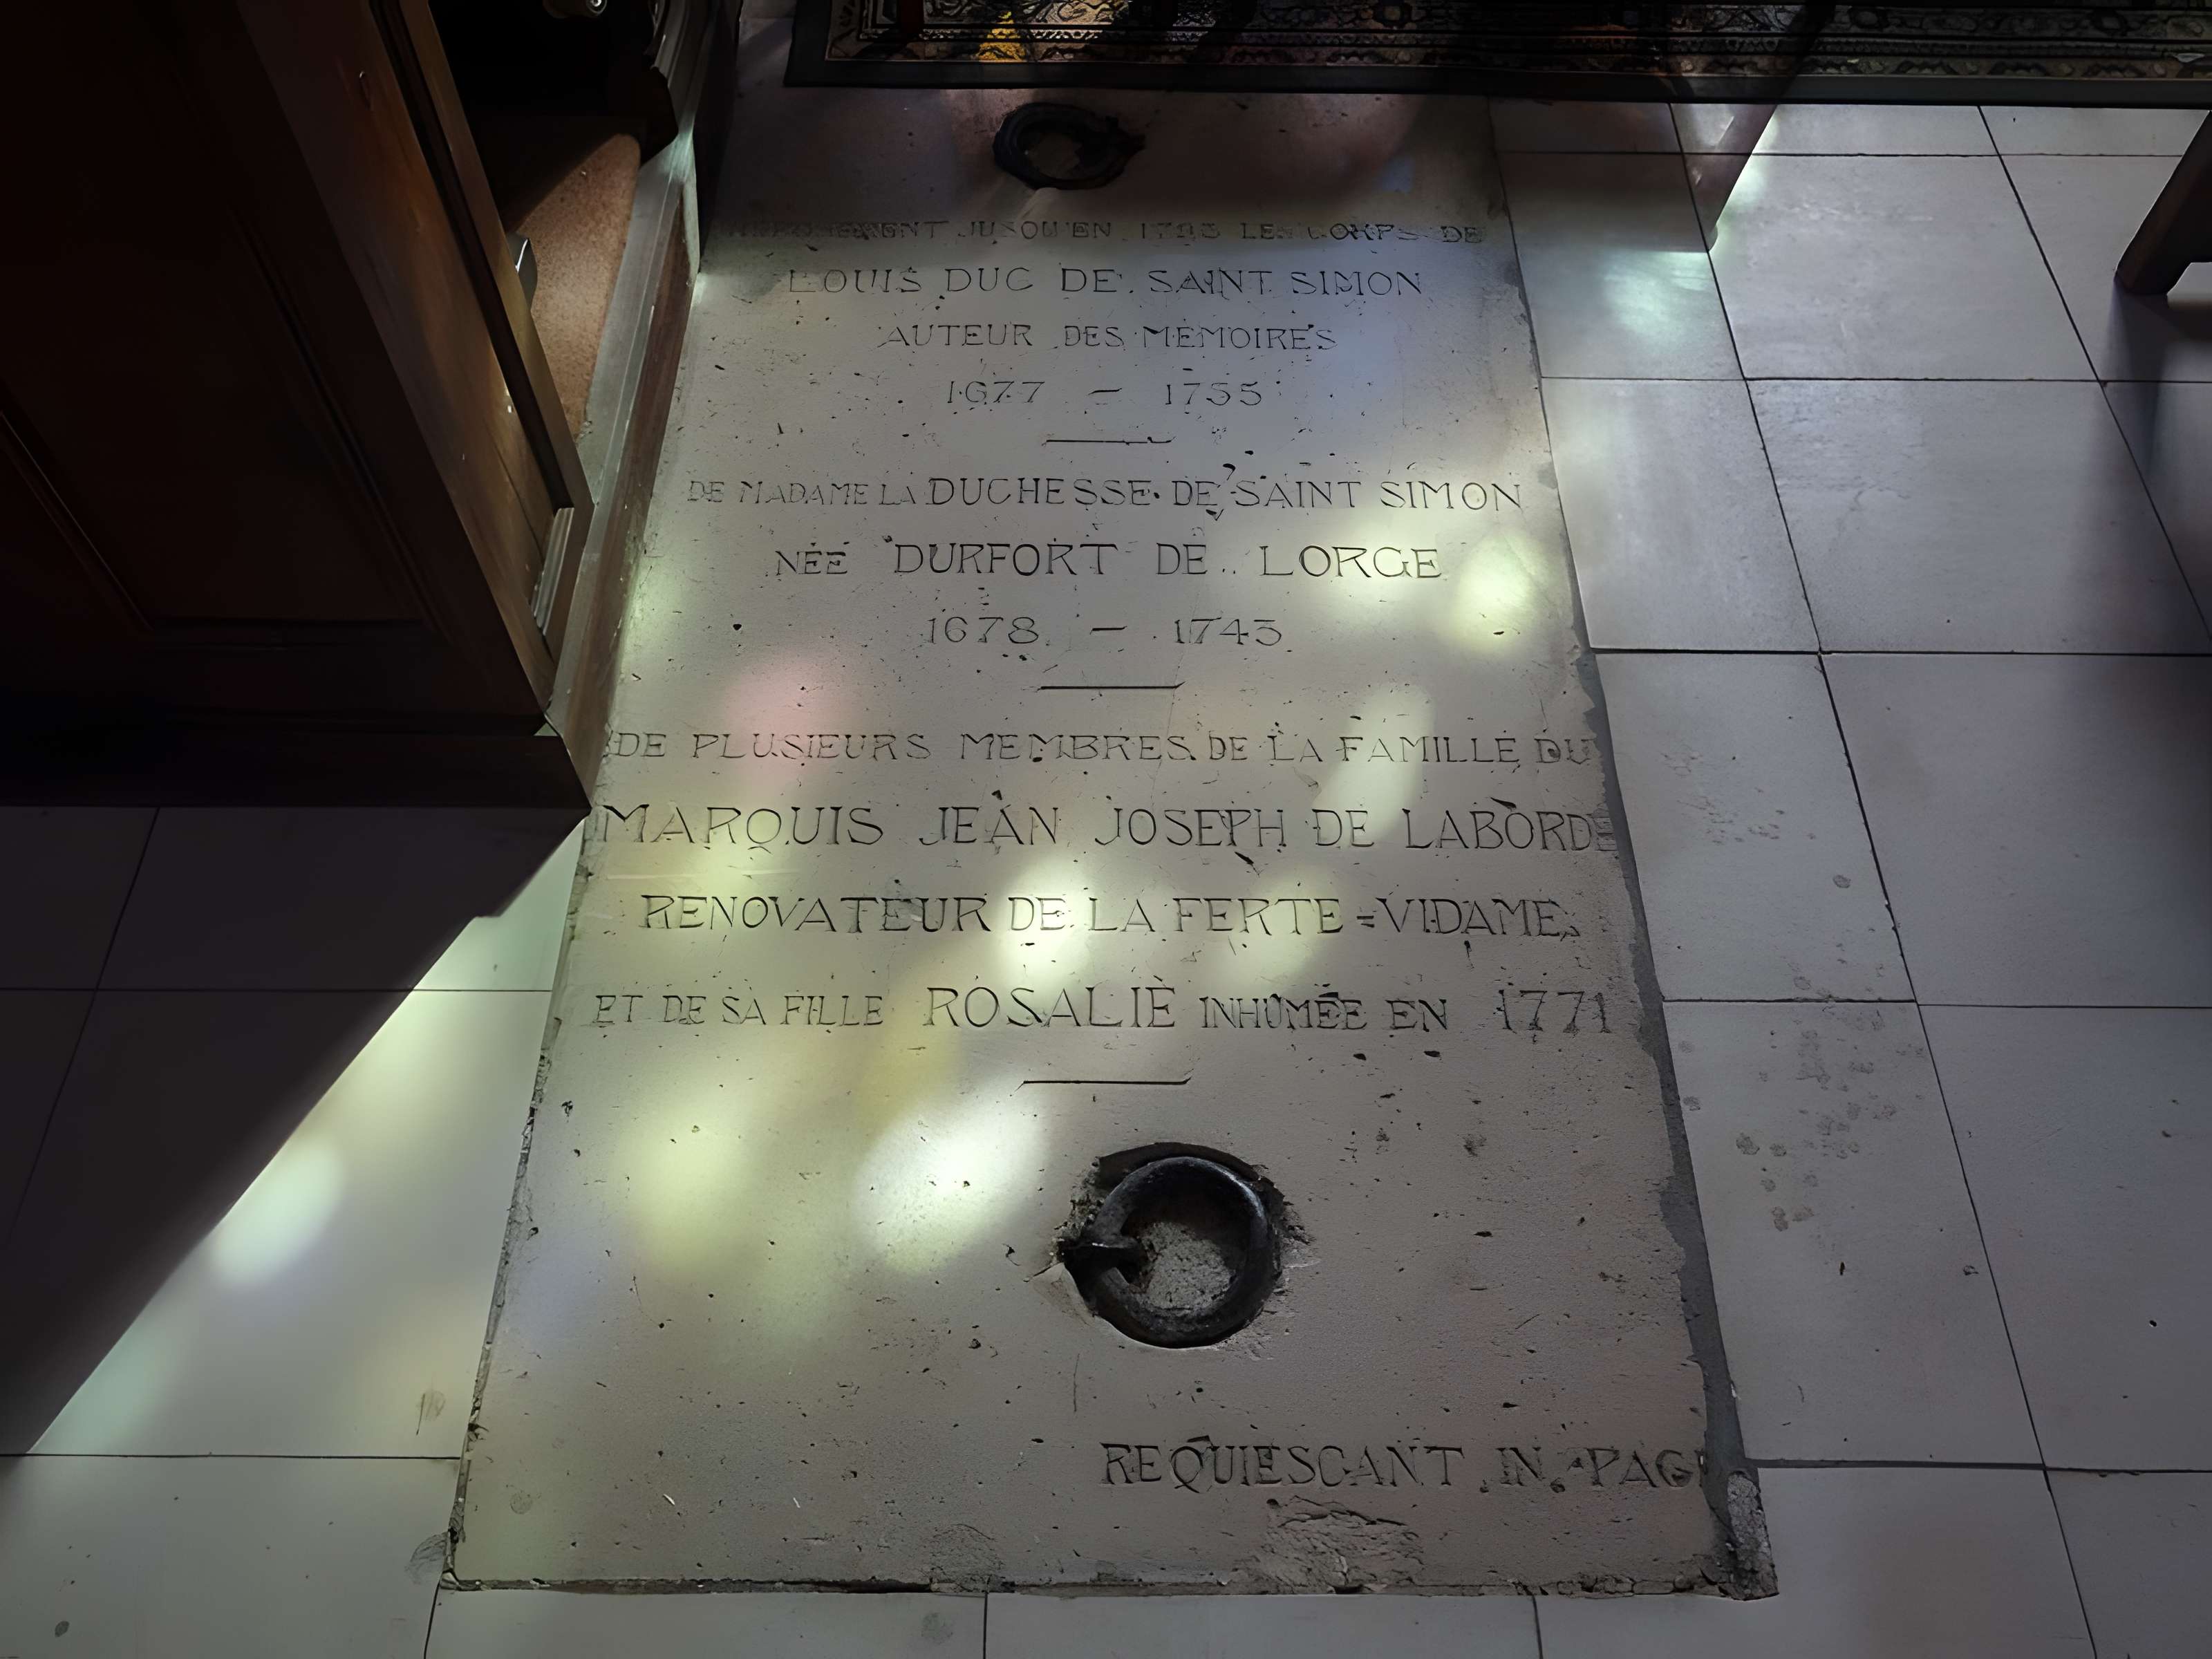 JUSQU'EN 1793 LES CORPS DE
LOUIS DUC DE SAINT SIMON
AUTEUR DES MÉMOIRES
1677 – 1755
DE MADAME LA DUCHESSE DE SAINT SIMON
NÉE DURFORT DE LORGE
1678 – 1743
DE PLUSIEURS MEMBRES DE LA FAMILLE DU
MARQUIS JEAN JOSEPH DE LABORDE
RENOVATEUR DE LA FERTE=VIDAME
ET DE SA FILLE ROSALIE INHUMÉE EN 1771
REQUIESCANT IN PACE